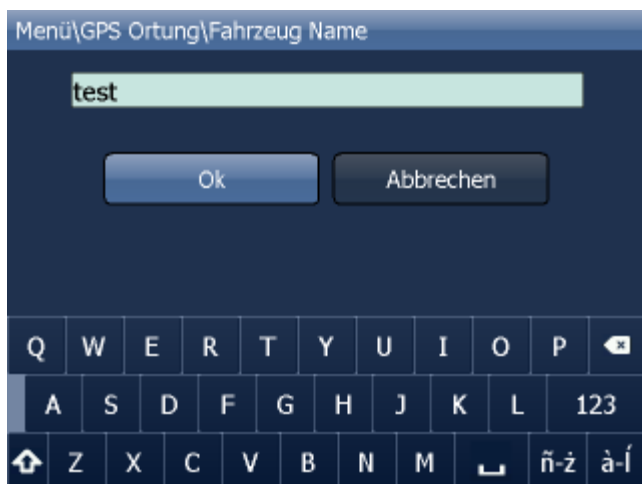 Menü\GPS Ortung\Fahrzeug Name
test
Ok Abbrechen
Q W E R T Y U I O P
A S D F G H J K L 123
Z X C V B N M ñ-ż à-Í